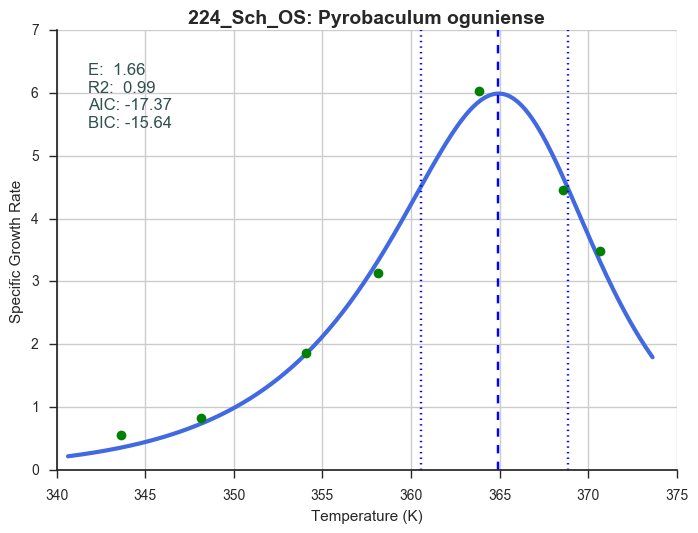 224_Sch_OS: Pyrobaculum oguniense
E:  1.66
R2:  0.99
AIC: -17.37
BIC: -15.64
Specific Growth Rate
7
6
5
4
3
2
1
0
340 345 350 355 360 365 370 375
Temperature (K)